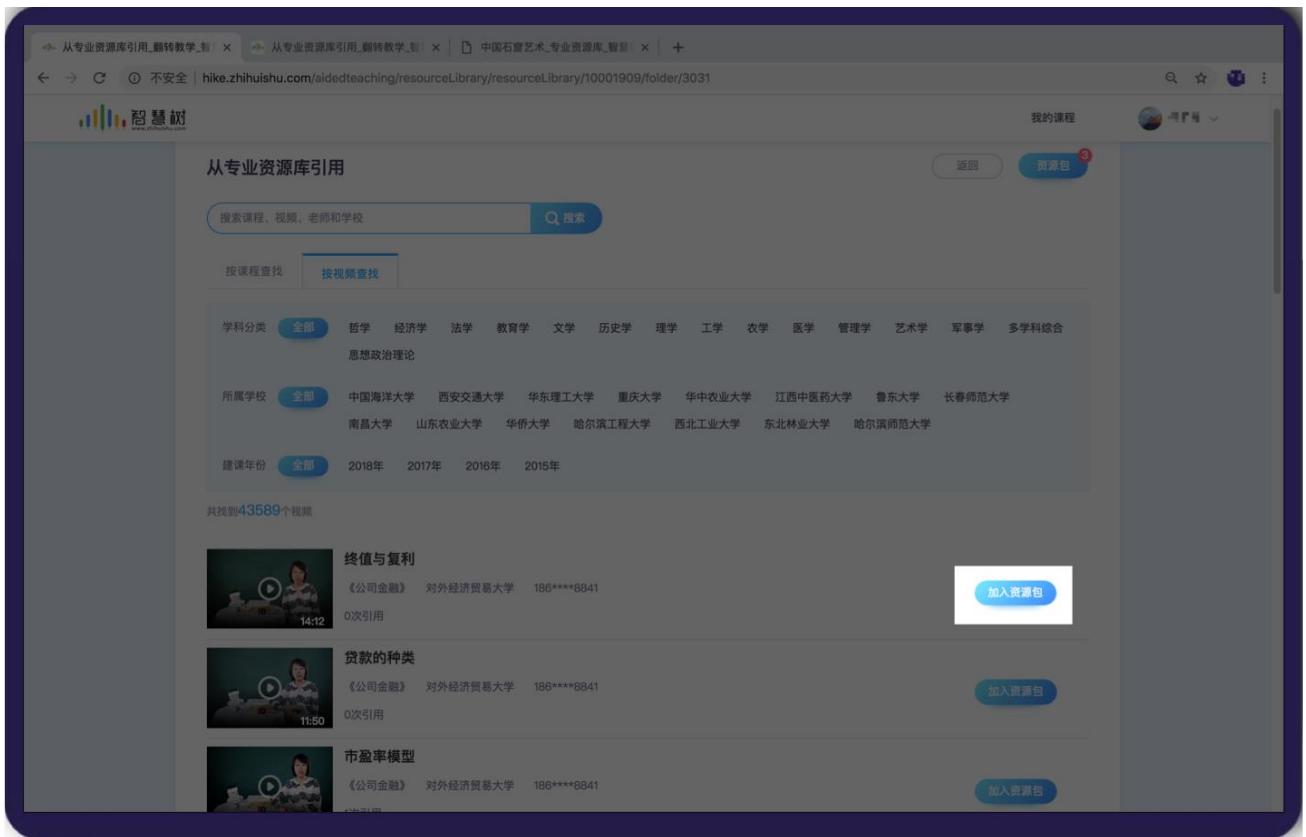 从专业资源库引用_翻转教学_智
从专业资源库引用_翻转教学_智
中国石窟艺术_专业资源库_智慧
不安全 | hike.zhihuishu.com/aidedteaching/resourceLibrary/resourceLibrary/10001909/folder/3031
智慧树
www.zhihuishu.com
我的课程
从专业资源库引用
返回
资源包
3
搜索课程、视频、老师和学校
搜索
按课程查找 按视频查找
学科分类 全部 哲学 经济学 法学 教育学 文学 历史学 理学 工学 农学 医学 管理学 艺术学 军事学 多学科综合
思想政治理论
所属学校 全部 中国海洋大学 西安交通大学 华东理工大学 重庆大学 华中农业大学 江西中医药大学 鲁东大学 长春师范大学
南昌大学 山东农业大学 华侨大学 哈尔滨工程大学 西北工业大学 东北林业大学 哈尔滨师范大学
建课年份 全部 2018年 2017年 2016年 2015年
共找到43589个视频
终值与复利
《公司金融》 对外经济贸易大学 186****8841
0次引用
14:12
加入资源包
贷款的种类
《公司金融》 对外经济贸易大学 186****8841
0次引用
11:50
加入资源包
市盈率模型
《公司金融》 对外经济贸易大学 186****8841
加入资源包